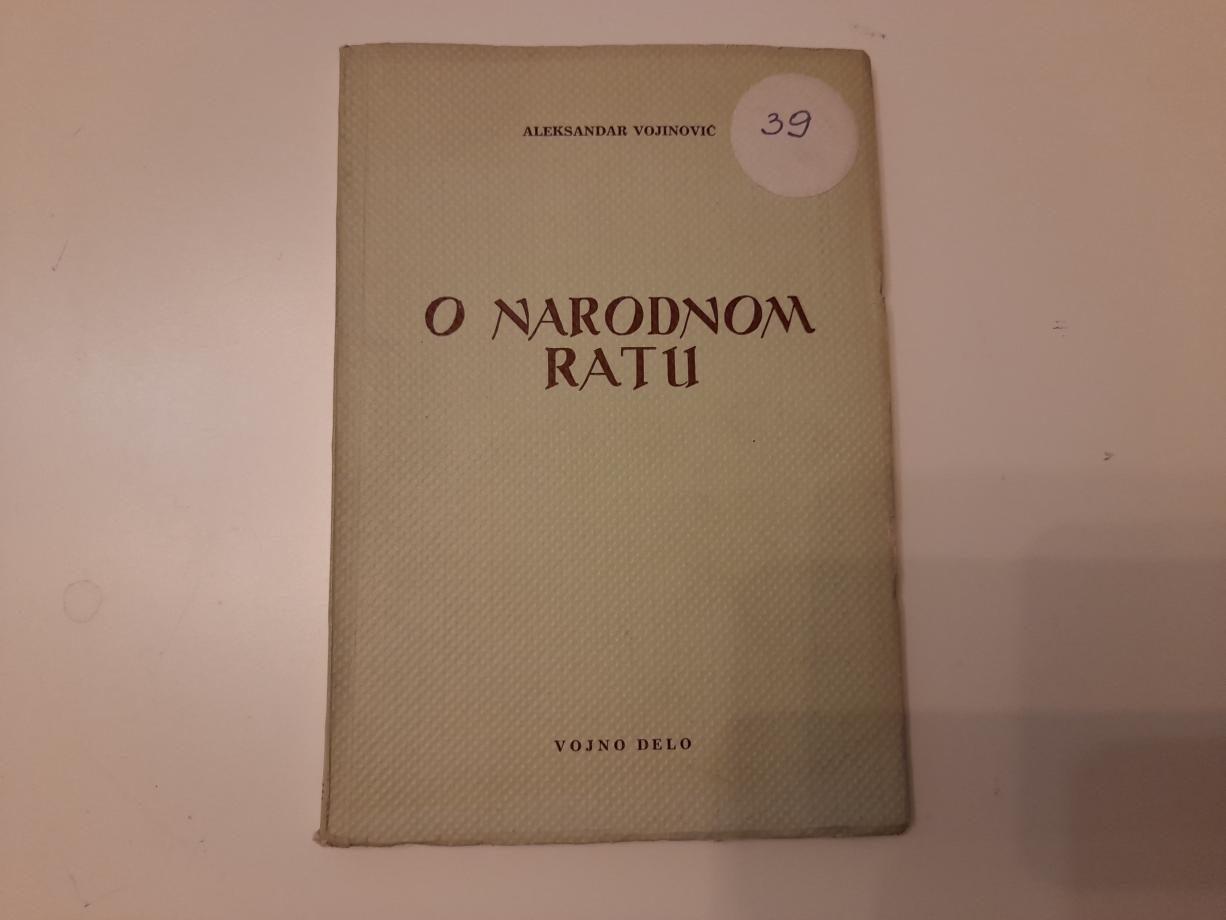 ALEKSANDAR VOJINOVIĆ
39
O NARODNOM
RATU
VOJNO DELO